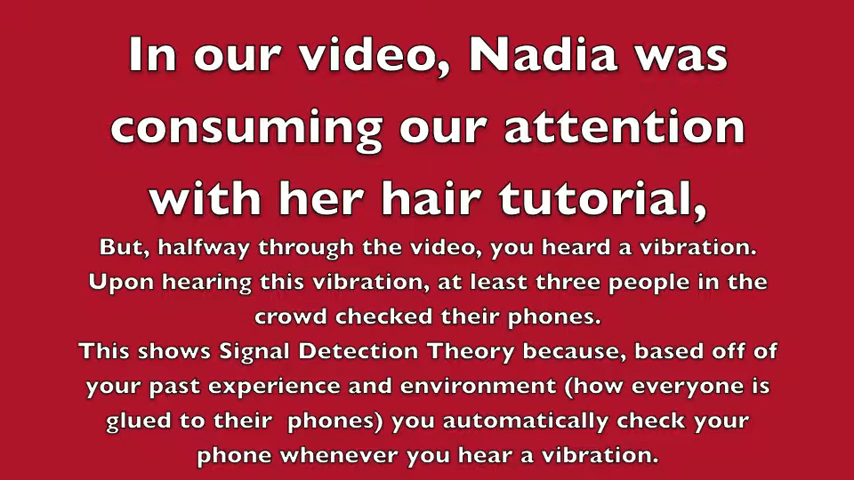 In our video, Nadia was
consuming our attention
with her hair tutorial,
But, halfway through the video, you heard a vibration.
Upon hearing this vibration, at least three people in the
crowd checked their phones.
This shows Signal Detection Theory because, based off of
your past experience and environment (how everyone is
glued to their  phones) you automatically check your
phone whenever you hear a vibration.